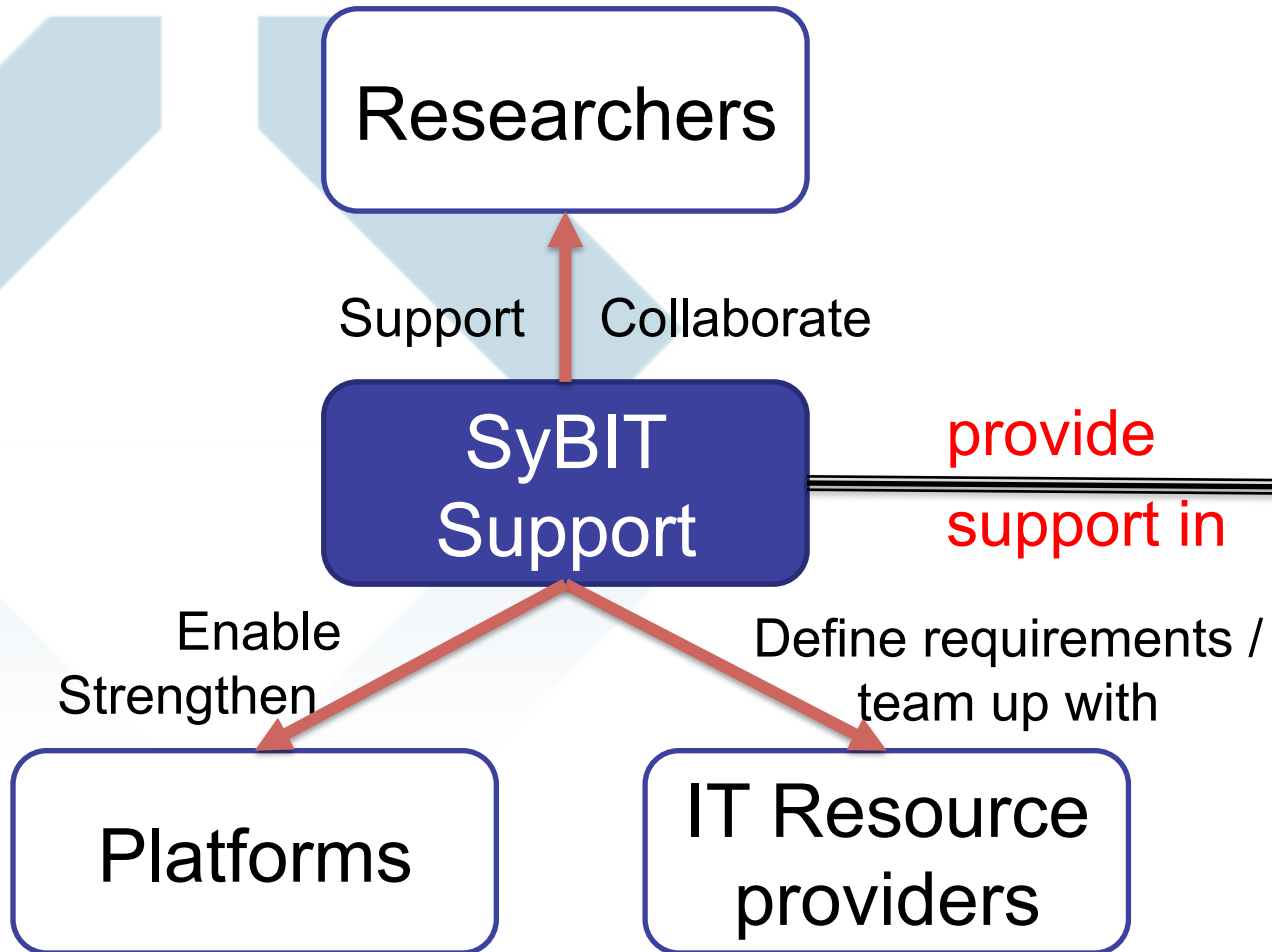 Researchers
Support
Collaborate
SyBIT
Support
provide
support in
Enable
Strengthen
Define requirements /
team up with
Platforms
IT Resource
providers